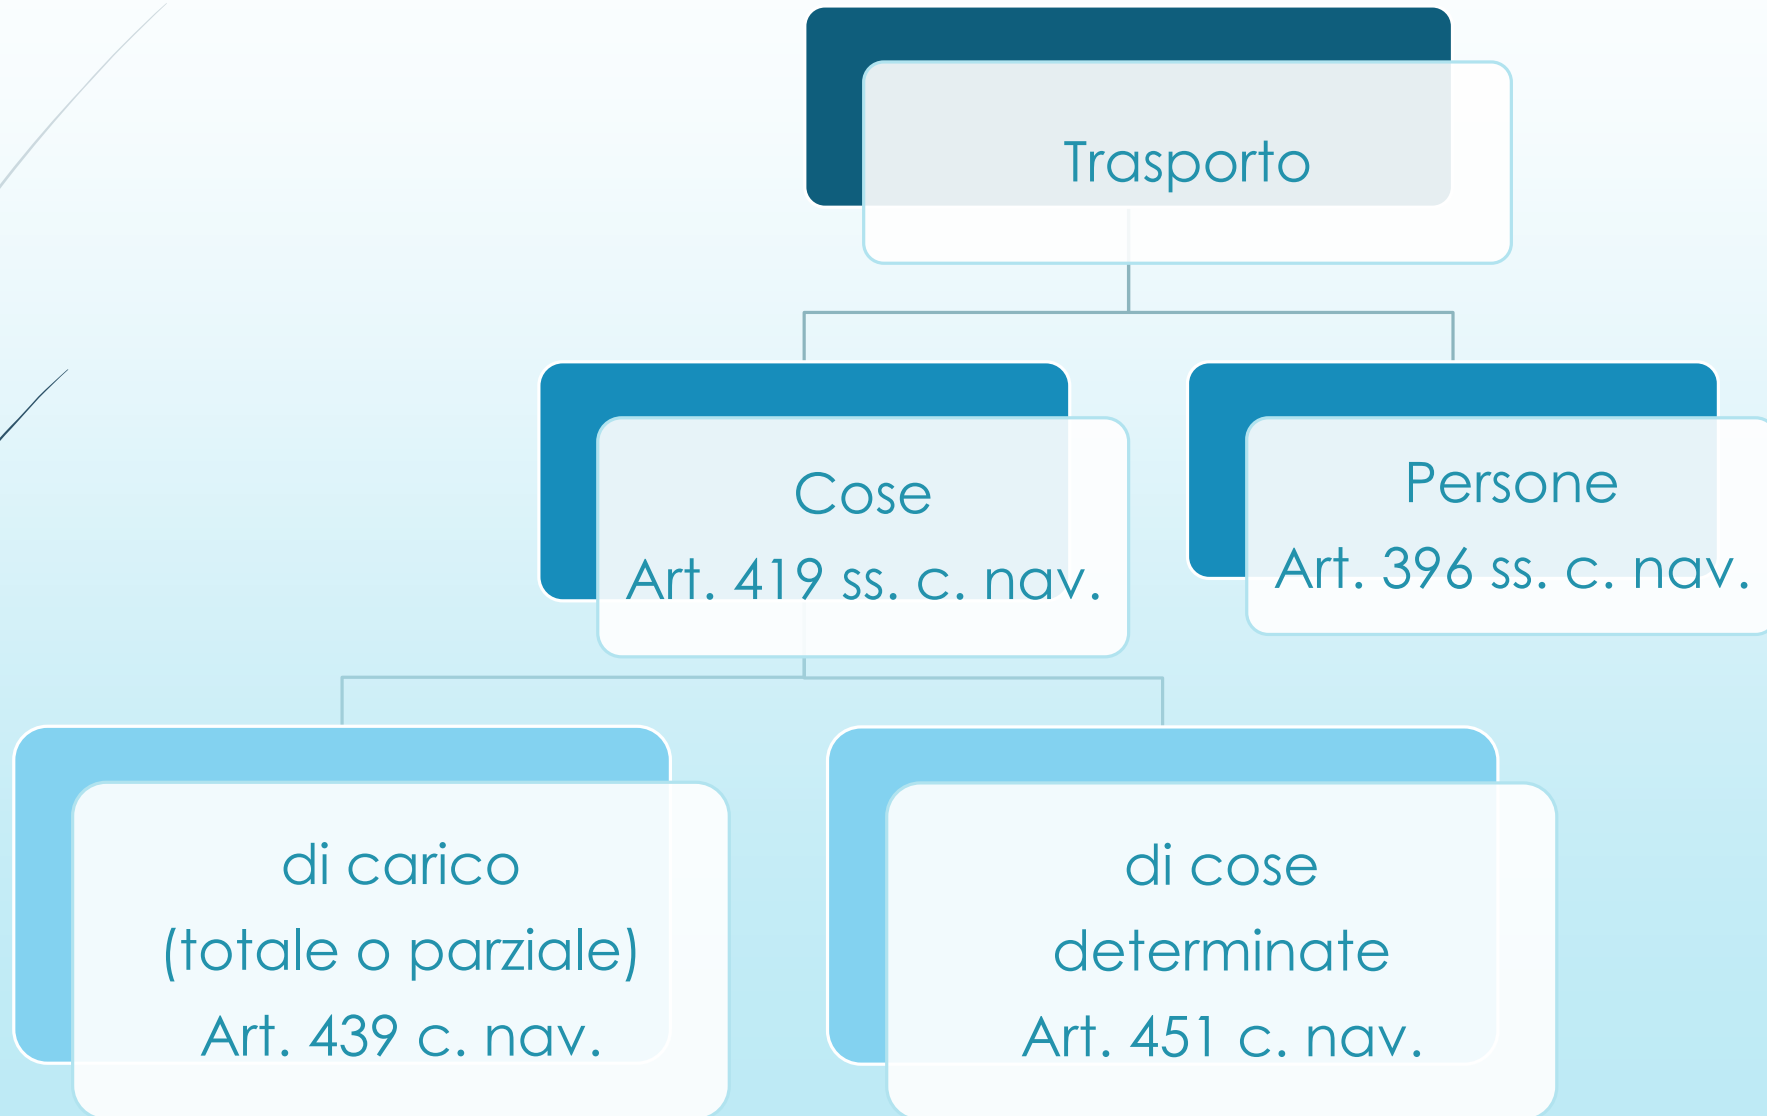 Trasporto
Cose
Art. 419 ss. c. nav.
Persone
Art. 396 ss. c. nav.
di carico
(totale o parziale)
Art. 439 c. nav.
di cose
determinate
Art. 451 c. nav.